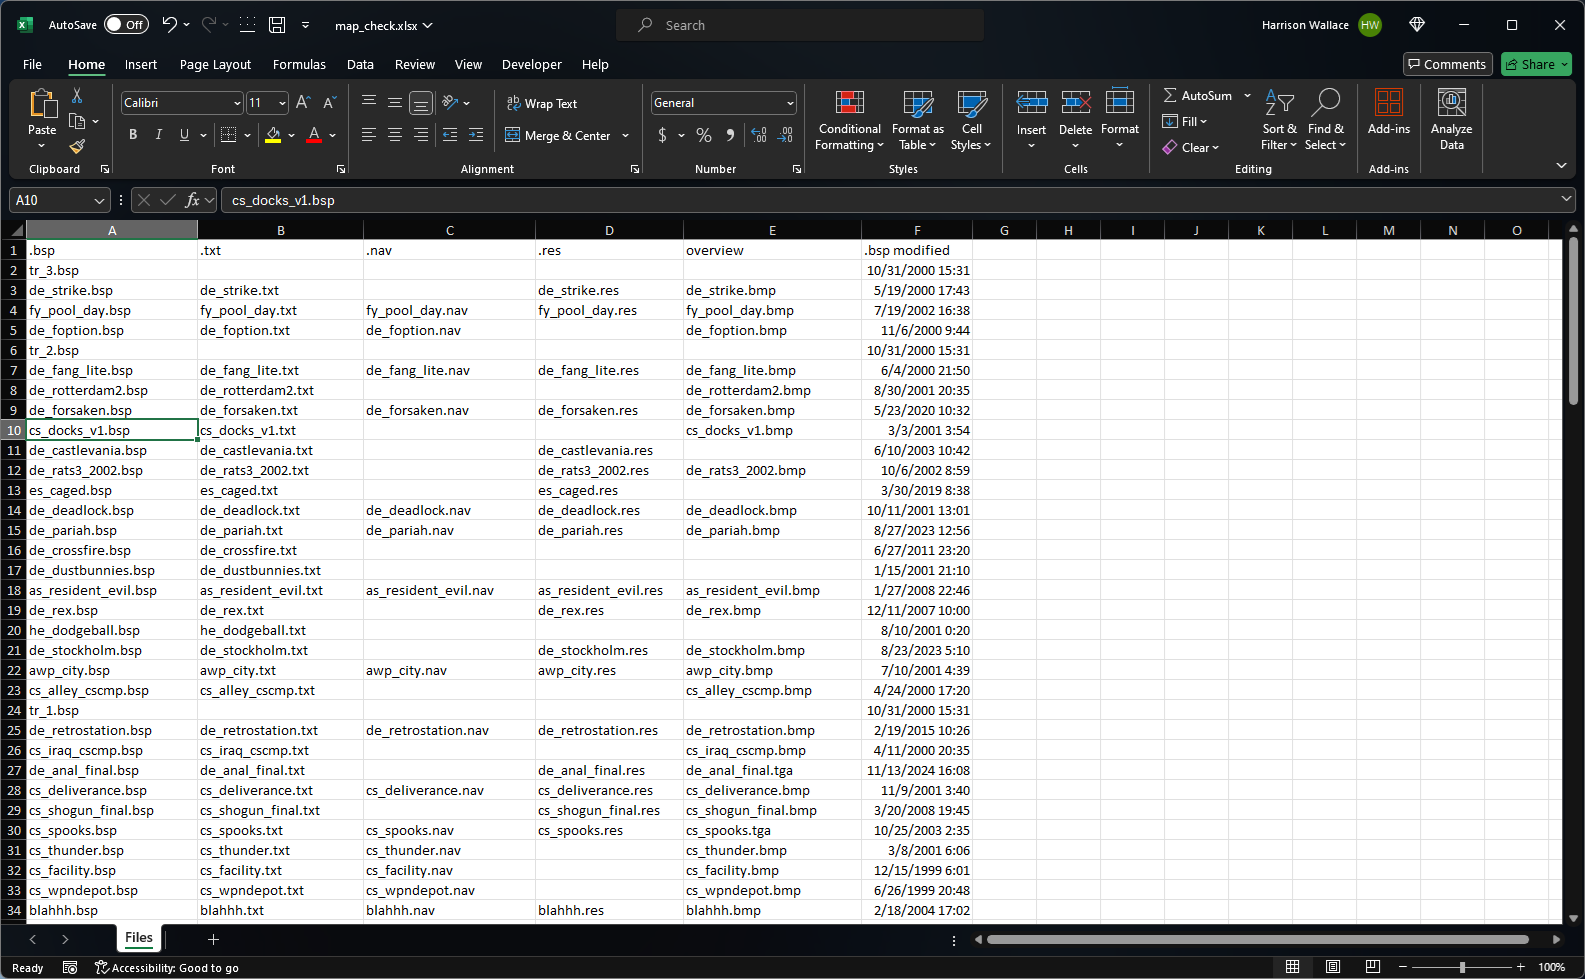 AutoSave Off map_check.xlsx Search Harrison Wallace HW
File Home Insert Page Layout Formulas Data Review View Developer Help Comments Share
Paste Clipboard
Calibri 11 B I U A Font
ab Wrap Text
Merge & Center
Alignment
General
$ % , .00 .00
Number
Conditional Formatting Format as Table Cell Styles
Styles
Insert Delete Format
Cells
AutoSum
Fill
Clear
Sort & Filter Find & Select
Editing
Add-ins
Add-ins
Analyze Data
A10 fx cs_docks_v1.bsp
A B C D E F G H I J K L M N O
1 .bsp .txt .nav .res overview .bsp modified
2 tr_3.bsp 10/31/2000 15:31
3 de_strike.bsp de_strike.txt de_strike.res de_strike.bmp 5/19/2000 17:43
4 fy_pool_day.bsp fy_pool_day.txt fy_pool_day.nav fy_pool_day.res fy_pool_day.bmp 7/19/2002 16:38
5 de_foption.bsp de_foption.txt de_foption.nav de_foption.bmp 11/6/2000 9:44
6 tr_2.bsp 10/31/2000 15:31
7 de_fang_lite.bsp de_fang_lite.txt de_fang_lite.nav de_fang_lite.res de_fang_lite.bmp 6/4/2000 21:50
8 de_rotterdam2.bsp de_rotterdam2.txt de_rotterdam2.bmp 8/30/2001 20:35
9 de_forsaken.bsp de_forsaken.txt de_forsaken.nav de_forsaken.res de_forsaken.bmp 5/23/2020 10:32
10 cs_docks_v1.bsp cs_docks_v1.txt cs_docks_v1.bmp 3/3/2001 3:54
11 de_castlevania.bsp de_castlevania.txt de_castlevania.res 6/10/2003 10:42
12 de_rats3_2002.bsp de_rats3_2002.txt de_rats3_2002.res de_rats3_2002.bmp 10/6/2002 8:59
13 es_caged.bsp es_caged.txt es_caged.res 3/30/2019 8:38
14 de_deadlock.bsp de_deadlock.txt de_deadlock.nav de_deadlock.res de_deadlock.bmp 10/11/2001 13:01
15 de_pariah.bsp de_pariah.txt de_pariah.nav de_pariah.res de_pariah.bmp 8/27/2023 12:56
16 de_crossfire.bsp de_crossfire.txt 6/27/2011 23:20
17 de_dustbunnies.bsp de_dustbunnies.txt 1/15/2001 21:10
18 as_resident_evil.bsp as_resident_evil.txt as_resident_evil.nav as_resident_evil.res as_resident_evil.bmp 1/27/2008 22:46
19 de_rex.bsp de_rex.txt de_rex.res de_rex.bmp 12/11/2007 10:00
20 he_dodgeball.bsp he_dodgeball.txt 8/10/2001 0:20
21 de_stockholm.bsp de_stockholm.txt de_stockholm.res de_stockholm.bmp 8/23/2023 5:10
22 awp_city.bsp awp_city.txt awp_city.nav awp_city.res awp_city.bmp 7/10/2001 4:39
23 cs_alley_cscmp.bsp cs_alley_cscmp.txt cs_alley_cscmp.bmp 4/24/2000 17:20
24 tr_1.bsp 10/31/2000 15:31
25 de_retrostation.bsp de_retrostation.txt de_retrostation.nav de_retrostation.res de_retrostation.bmp 2/19/2015 10:26
26 cs_iraq_cscmp.bsp cs_iraq_cscmp.txt cs_iraq_cscmp.bmp 4/11/2000 20:35
27 de_anal_final.bsp de_anal_final.txt de_anal_final.res de_anal_final.tga 11/13/2024 16:08
28 cs_deliverance.bsp cs_deliverance.txt cs_deliverance.nav cs_deliverance.res cs_deliverance.bmp 11/9/2001 3:40
29 cs_shogun_final.bsp cs_shogun_final.txt cs_shogun_final.res cs_shogun_final.bmp 3/20/2008 19:45
30 cs_spooks.bsp cs_spooks.txt cs_spooks.nav cs_spooks.res cs_spooks.tga 10/25/2003 2:35
31 cs_thunder.bsp cs_thunder.txt cs_thunder.nav cs_thunder.bmp 3/8/2001 6:06
32 cs_facility.bsp cs_facility.txt cs_facility.nav cs_facility.bmp 12/15/1999 6:01
33 cs_wpndepot.bsp cs_wpndepot.txt cs_wpndepot.nav cs_wpndepot.bmp 6/26/1999 20:48
34 blahhh.bsp blahhh.txt blahhh.nav blahhh.res blahhh.bmp 2/18/2004 17:02
Files
Ready Accessibility: Good to go 100%